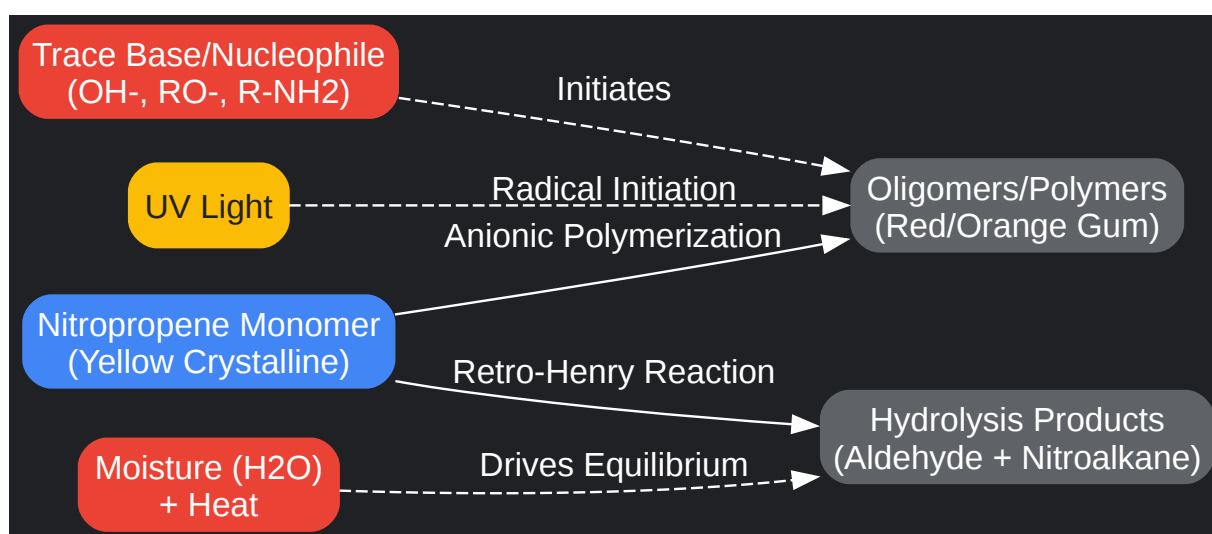 Trace Base/Nucleophile
(OH-, RO-, R-NH2)
Initiates
UV Light
Radical Initiation
Anionic Polymerization
Oligomers/Polymers
(Red/Orange Gum)
Nitropropene Monomer
(Yellow Crystalline)
Retro-Henry Reaction
Hydrolysis Products
(Aldehyde + Nitroalkane)
Moisture (H2O)
+ Heat
Drives Equilibrium